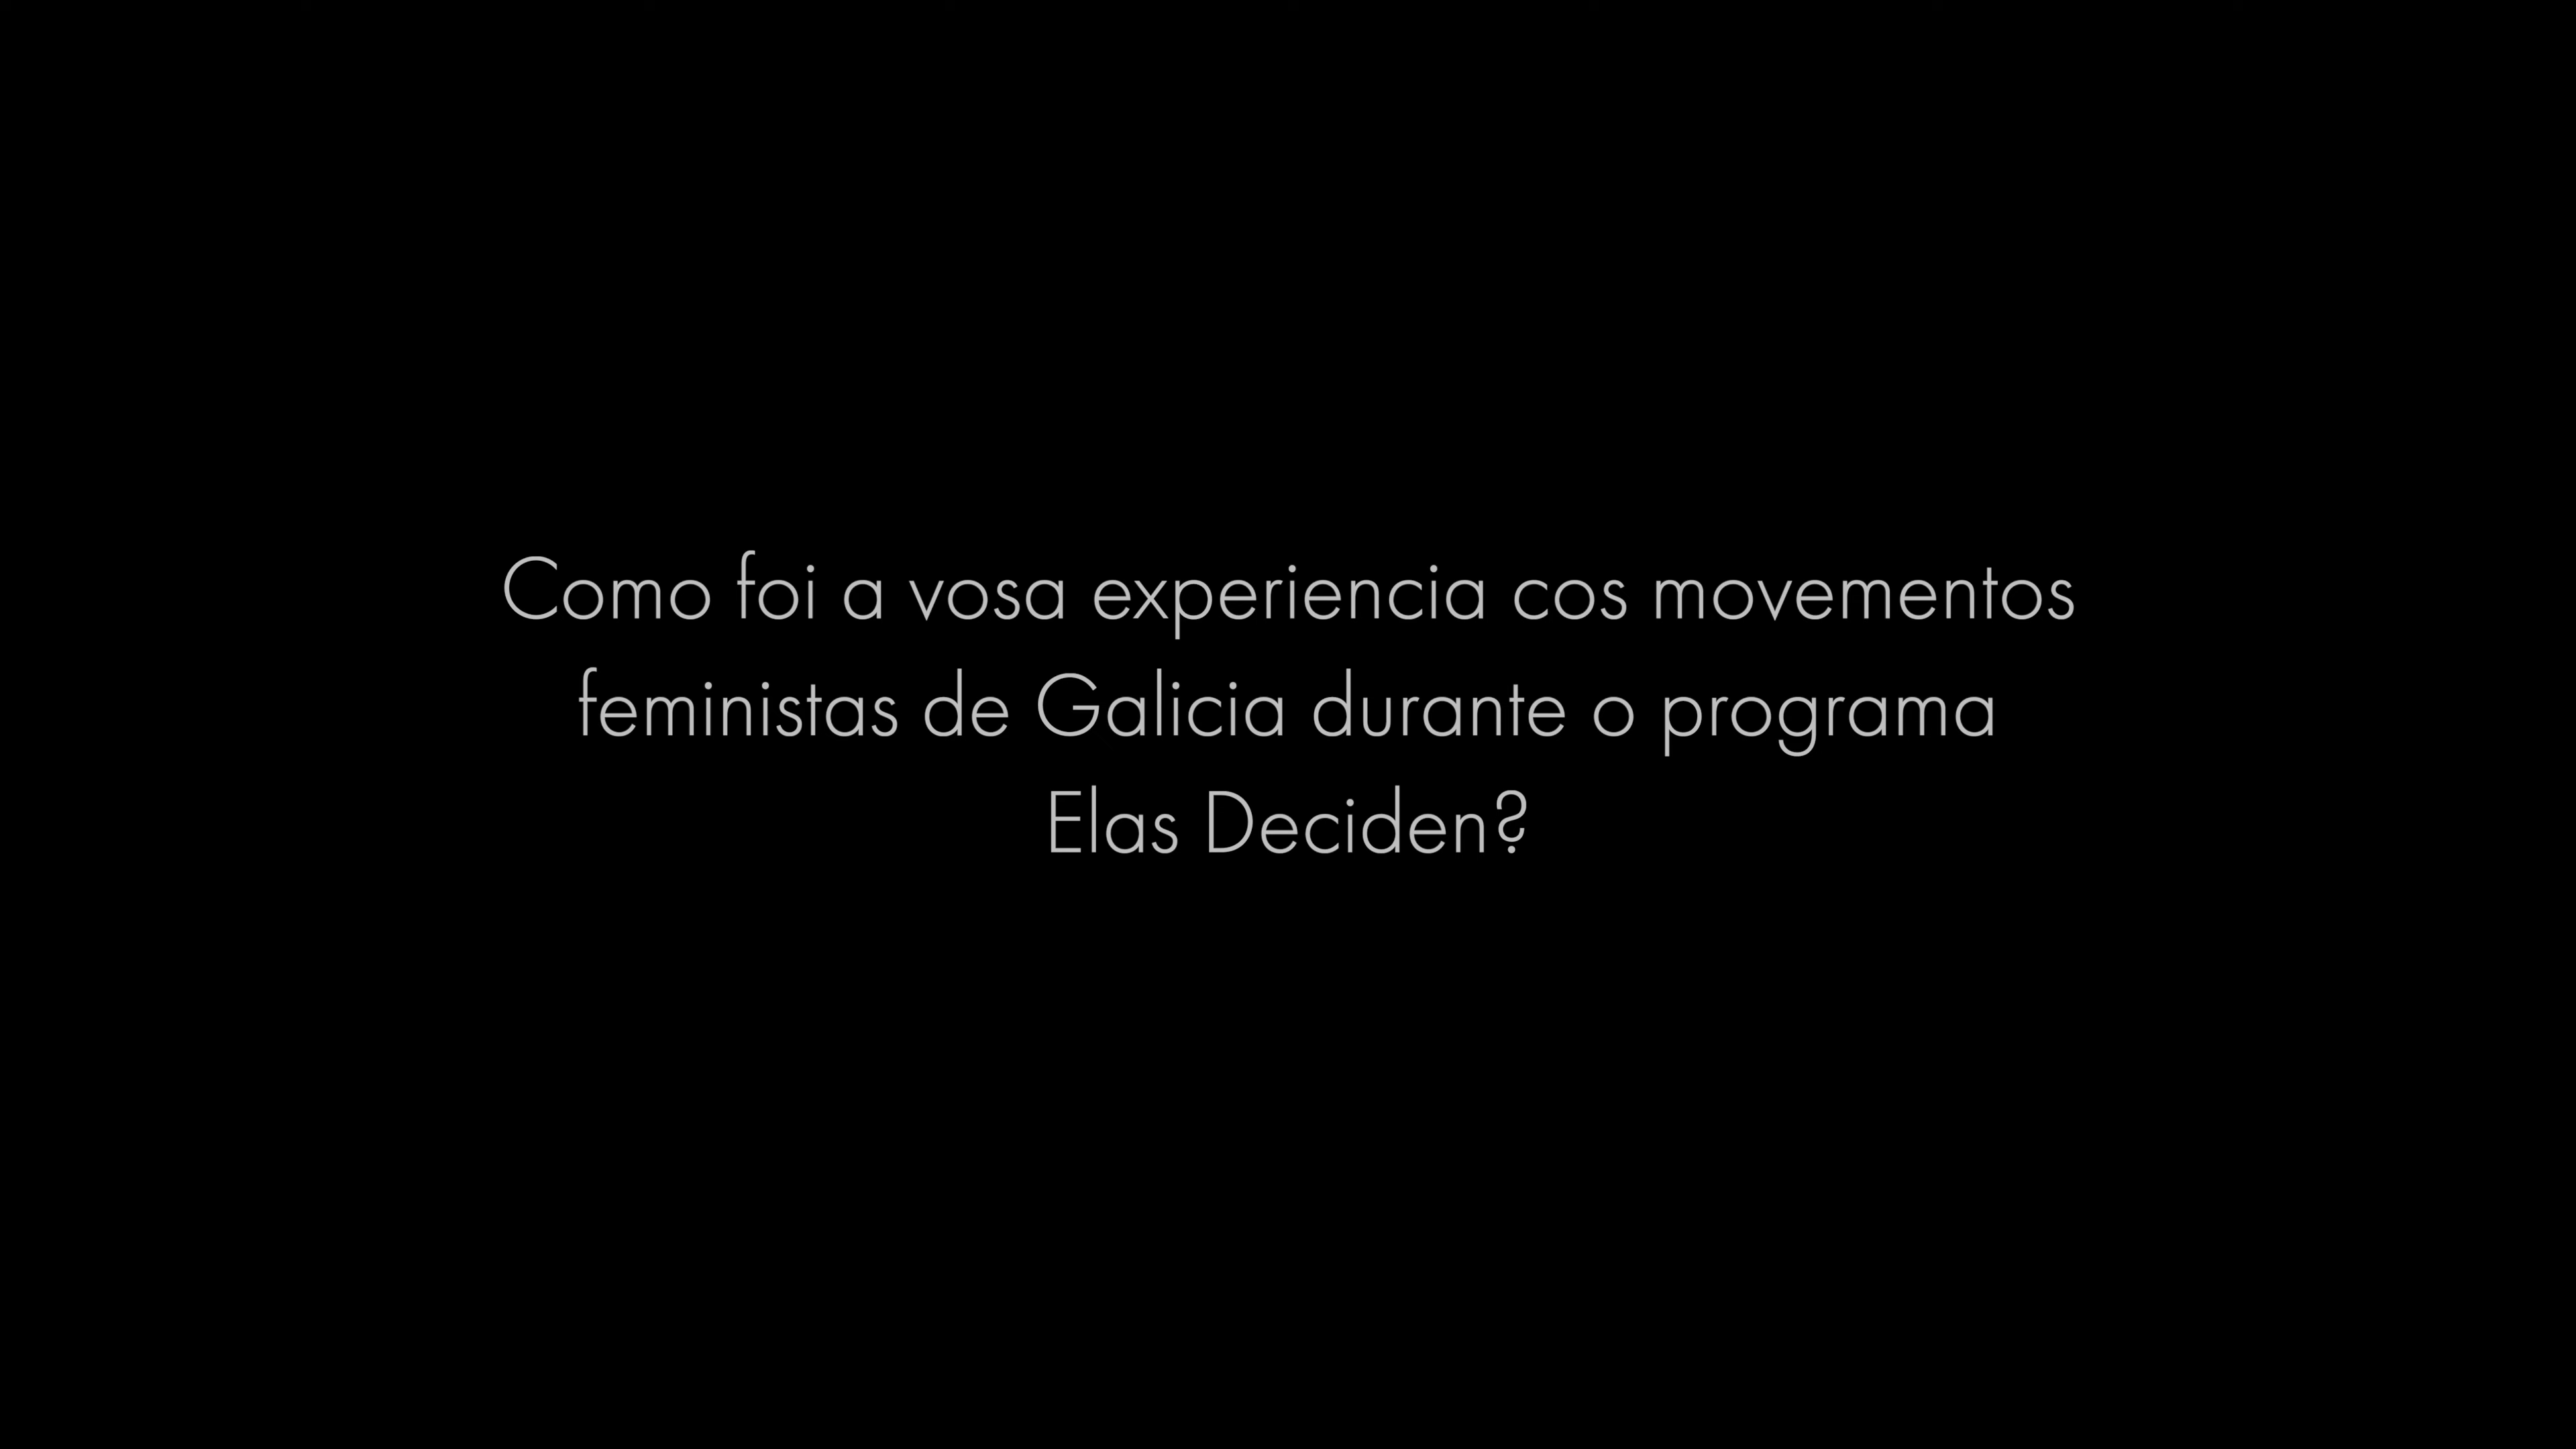 Como foi a vosa experiencia cos movementos
feministas de Galicia durante o programa
Elas Deciden?